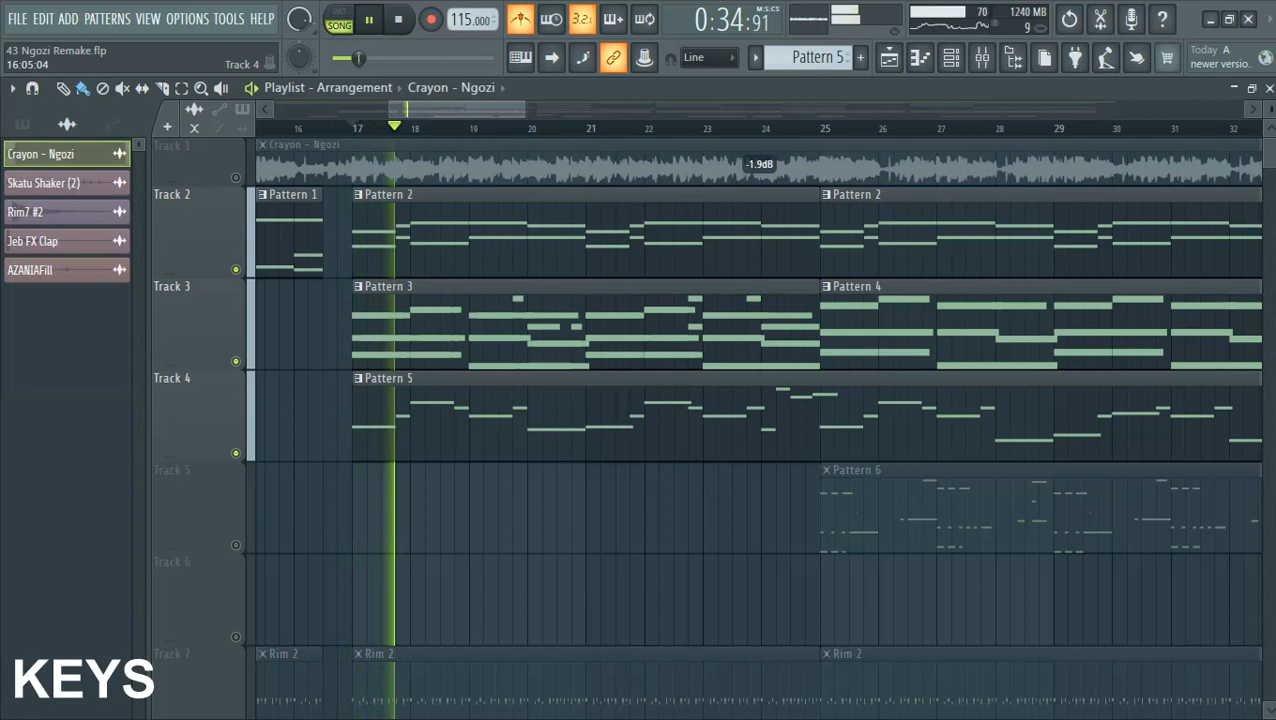 FILE EDIT ADD PATTERNS VIEW OPTIONS TOOLS HELP
PAT
SONG
115.000
3.2
0:34:91
M:S:CS
70
1240 MB
9
43 Ngozi Remake.flp
16:05:04
Track 4
Line
Pattern 5
Today A
newer versio..
Playlist - Arrangement
Crayon - Ngozi
16 17 18 19 20 21 22 23 24 25 26 27 28 29 30 31 32
Crayon - Ngozi
Skatu Shaker (2)
Rim7 #2
Jeb FX Clap
AZANIAFill
Track 1
Crayon - Ngozi
-1.9dB
Track 2
Pattern 1
Pattern 2
Pattern 2
Track 3
Pattern 3
Pattern 4
Track 4
Pattern 5
Track 5
Pattern 6
Track 6
Track 7
Rim 2
Rim 2
Rim 2
KEYS